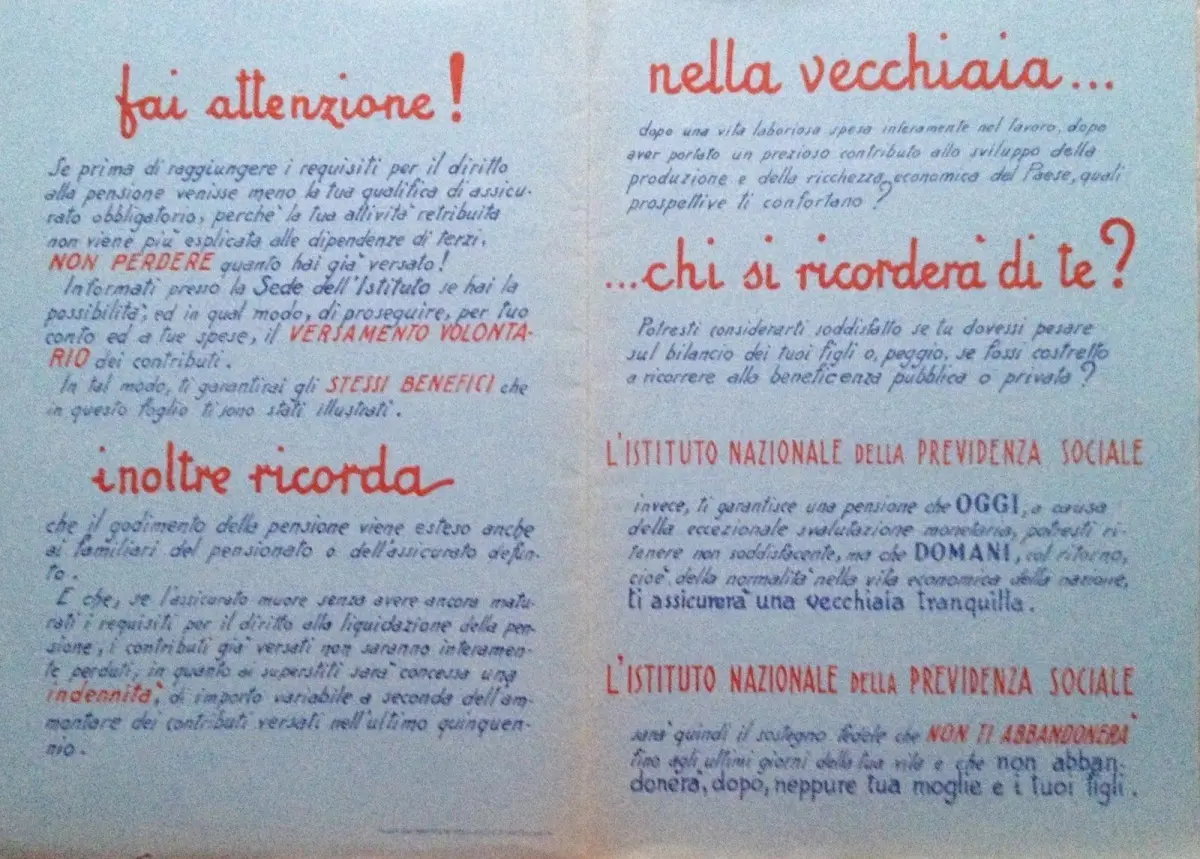 fai attenzione!
Se prima di raggiungere i requisiti per il diritto
alla pensione venisse meno la tua qualifica di assicu-
rato obbligatorio, perchè la tua attività retribuita
non viene più esplicata alle dipendenze di terzi.
NON PERDERE quanto hai già versato!
Informati presso la Sede dell'Istituto se hai la
possibilità, ed in qual modo, di proseguire, per tuo
conto ed a tue spese, il VERSAMENTO VOLONTA-
RIO dei contributi.
In tal modo, ti garantirai gli STESSI BENEFICI che
in questo foglio ti sono stati illustrati.
inoltre ricorda
che il godimento della pensione viene esteso anche
ai familiari del pensionato o dell'assicurato defun-
to.
E che, se l'assicurato muore senza avere ancora matu-
rati i requisiti per il diritto alla liquidazione della pen-
sione, i contributi già versati non saranno interamen-
te perduti, in quanto ai superstiti sarà concessa una
indennità, di importo variabile a seconda dell'am-
montare dei contributi versati nell'ultimo quinquen-
nio.
nella vecchiaia...
dopo una vita laboriosa spesa interamente nel lavoro, dopo
aver portato un prezioso contributo allo sviluppo della
produzione e della ricchezza economica del Paese, quali
prospettive ti confortano?
...chi si ricorderà di te?
Potresti considerarti soddisfatto se tu dovessi pesare
sul bilancio dei tuoi figli o, peggio, se fossi costretto
a ricorrere alla beneficenza pubblica o privata?
L'ISTITUTO NAZIONALE DELLA PREVIDENZA SOCIALE
invece, ti garantisce una pensione che OGGI, a causa
della eccezionale svalutazione monetaria, potresti ri-
tenere non soddisfacente, ma che DOMANI, col ritorno,
cioè, della normalità nella vita economica della nazione,
ti assicurerà una vecchiaia tranquilla.
L'ISTITUTO NAZIONALE DELLA PREVIDENZA SOCIALE
sarà quindi il sostegno fedele che NON TI ABBANDONERÀ
fino agli ultimi giorni della tua vita e che non abban-
donerà, dopo, neppure tua moglie e i tuoi figli.